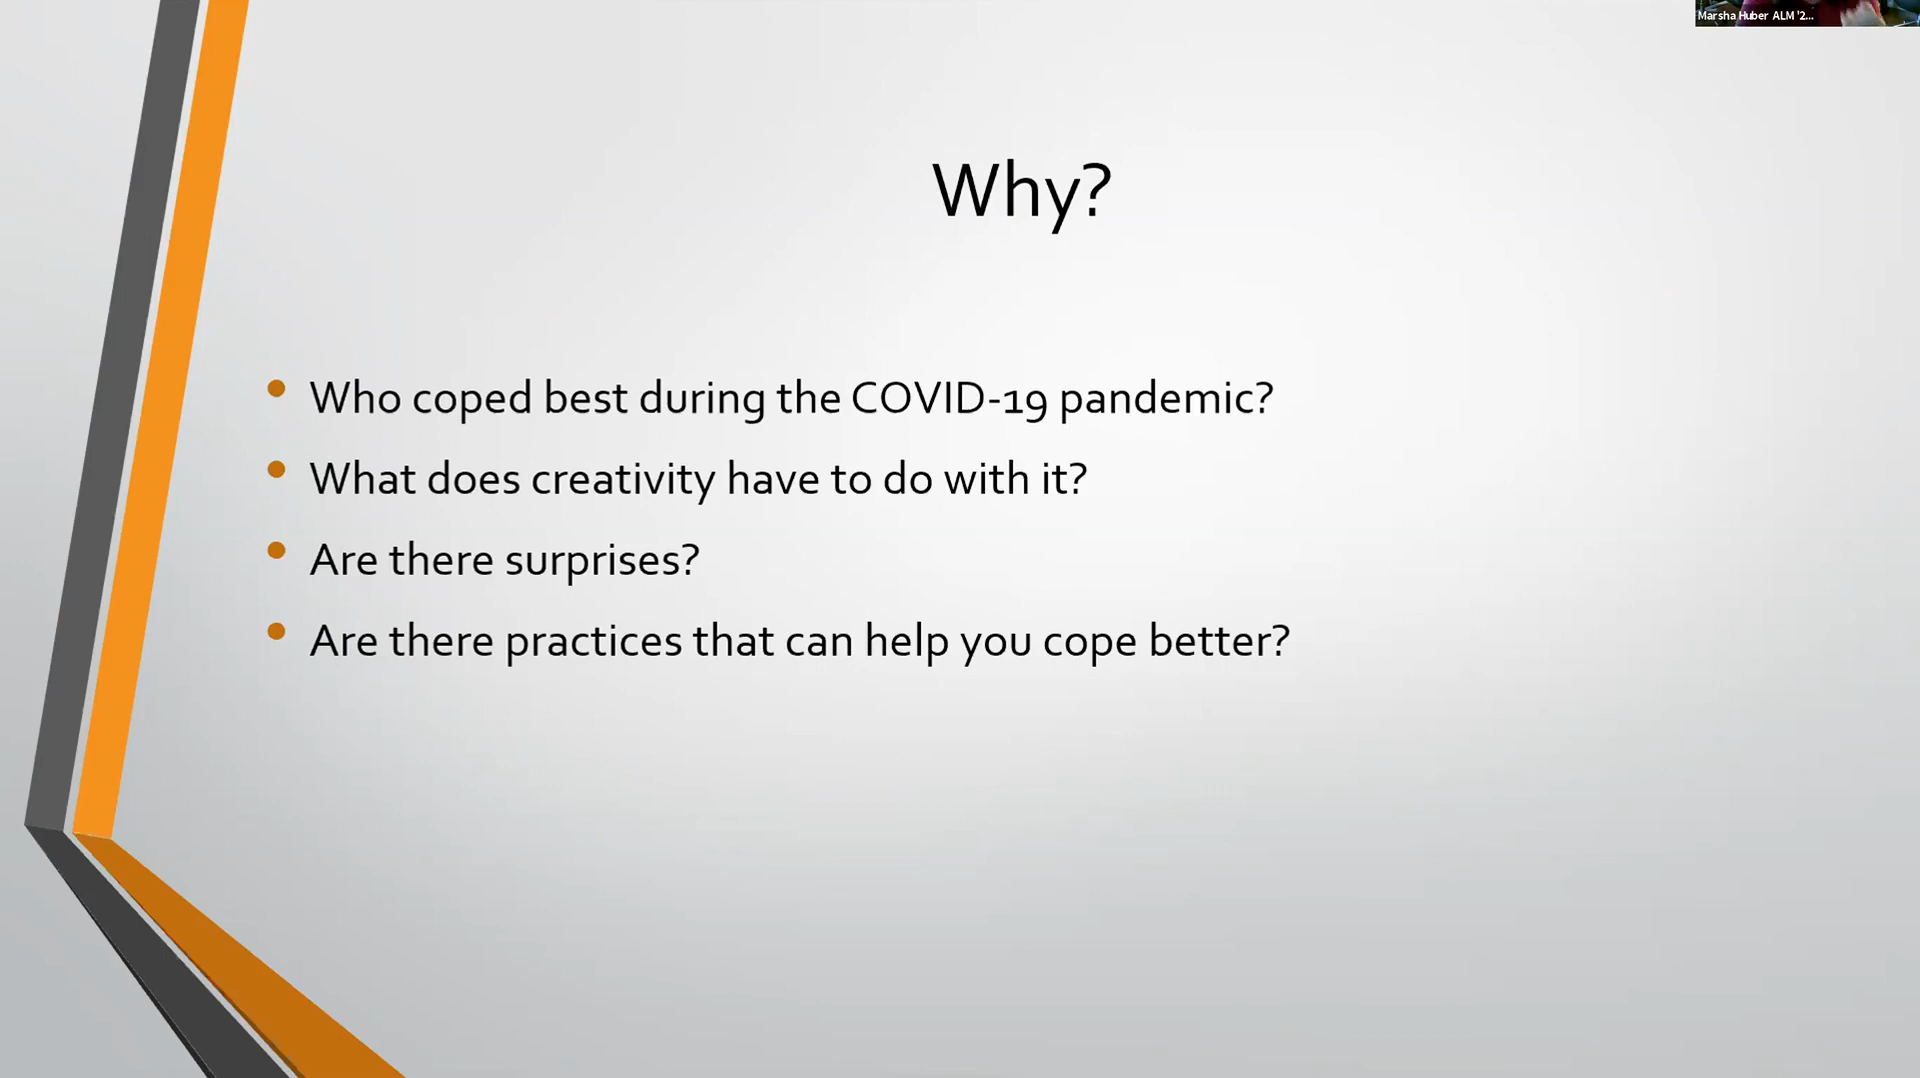 Marsha Huber ALM '2...
Why?
Who coped best during the COVID-19 pandemic?
What does creativity have to do with it?
Are there surprises?
Are there practices that can help you cope better?